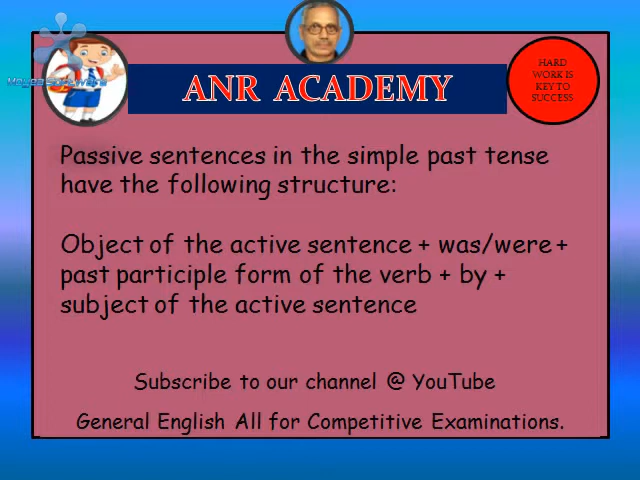 ANR ACADEMY
HARD
WORK IS
KEY TO
SUCCESS
Passive sentences in the simple past tense
have the following structure:
Object of the active sentence + was/were +
past participle form of the verb + by +
subject of the active sentence
Subscribe to our channel @ YouTube
General English All for Competitive Examinations.